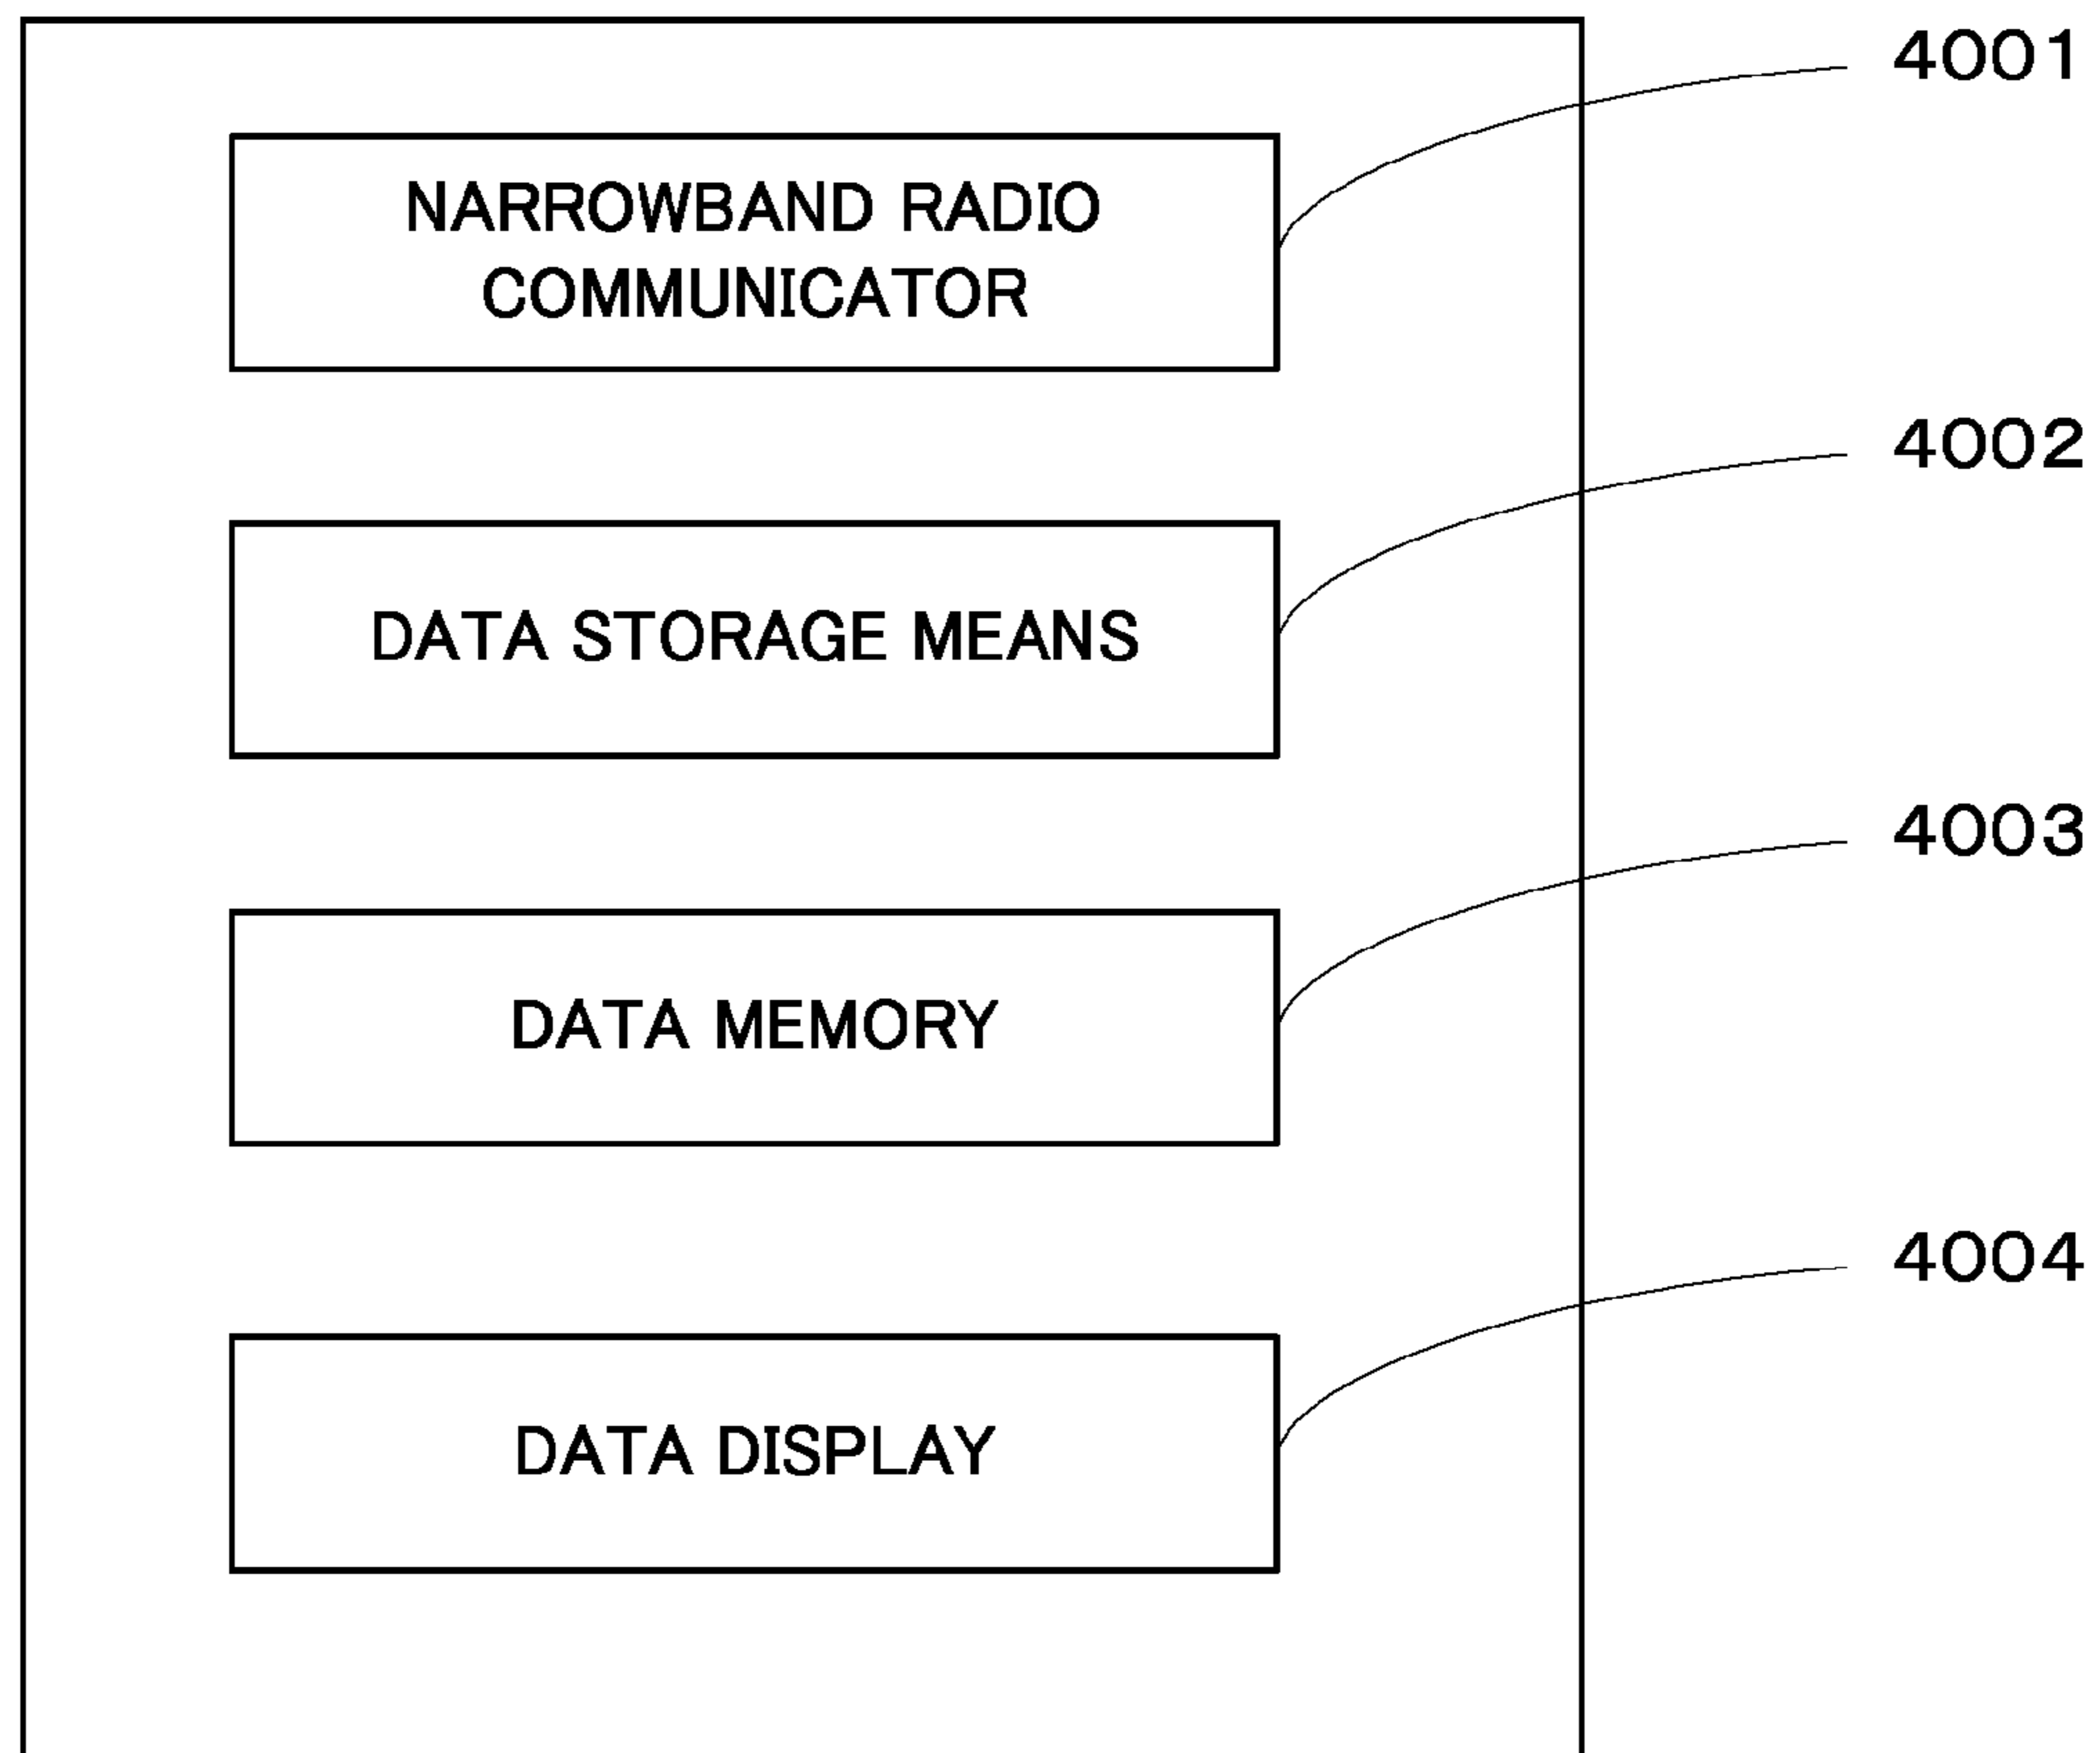 4001
NARROWBAND RADIO
COMMUNICATOR
4002
DATA STORAGE MEANS
4003
DATA MEMORY
4004
DATA DISPLAY